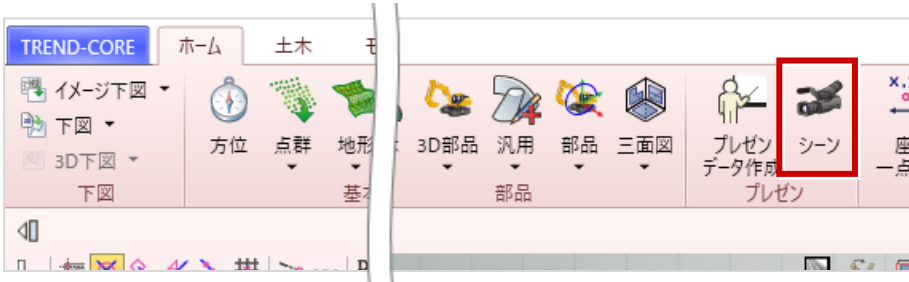 TREND-CORE ホーム 土木
イメージ下図
下図
3D下図
下図
方位 点群 地形
基
3D部品 汎用 部品 三面図
部品
プレゼン
データ作成
シーン
プレゼン
座
一点